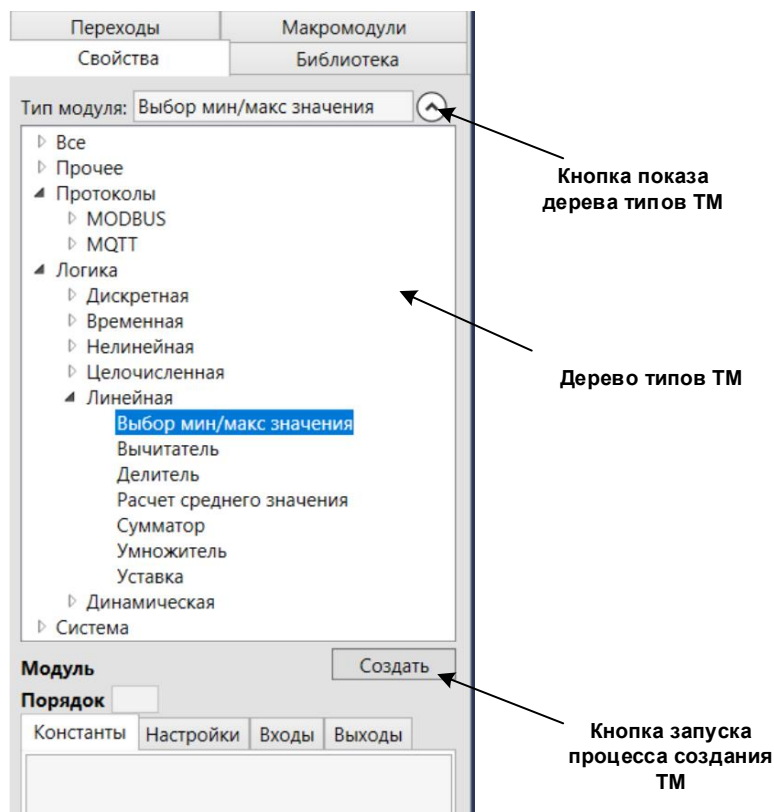 Переходы
Макромодули
Свойства
Библиотека
Тип модуля: Выбор мин/макс значения
Все
Прочее
Протоколы
MODBUS
MQTT
Логика
Дискретная
Временная
Нелинейная
Целочисленная
Линейная
Выбор мин/макс значения
Вычитатель
Делитель
Расчет среднего значения
Сумматор
Умножитель
Уставка
Динамическая
Система
Модуль
Создать
Порядок
Константы
Настройки
Входы
Выходы
Кнопка показа
дерева типов ТМ
Дерево типов ТМ
Кнопка запуска
процесса создания
ТМ